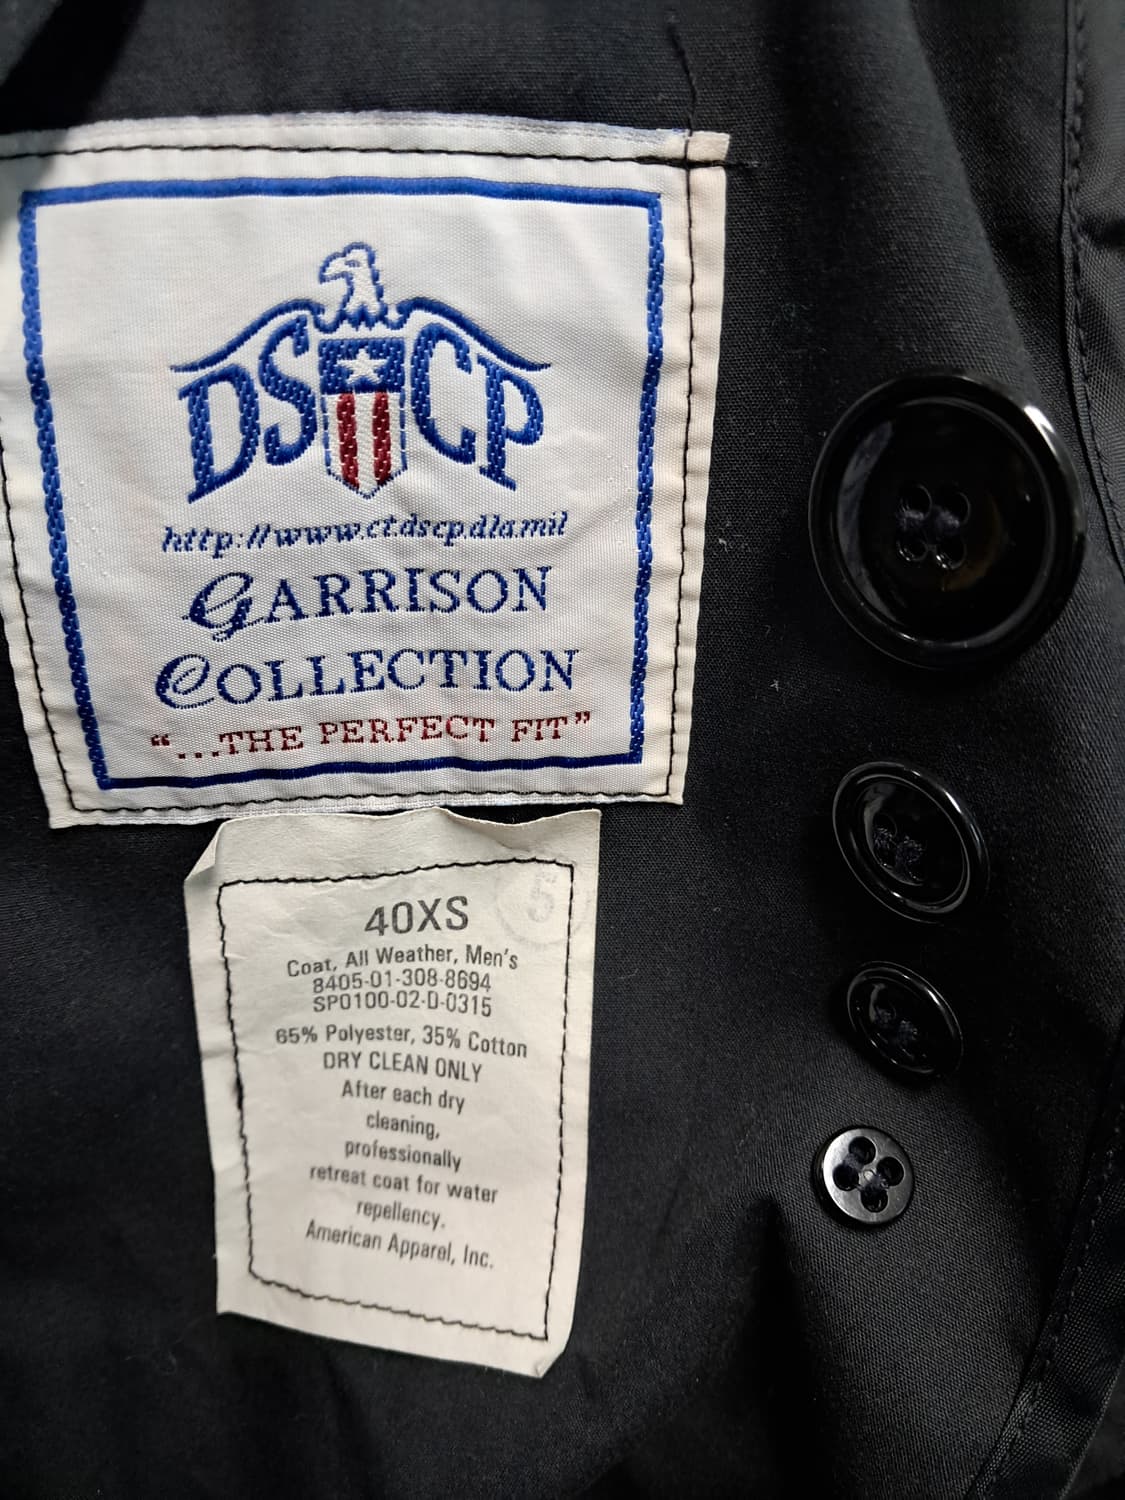 DSCP
http://www.ct.dscp.dla.mil
GARRISON
COLLECTION
"...THE PERFECT FIT"
5
40XS
Coat, All Weather, Men's
8405-01-308-8694
SP0100-02-D-0315
65% Polyester, 35% Cotton
DRY CLEAN ONLY
After each dry
cleaning,
professionally
retreat coat for water
repellency.
American Apparel, Inc.